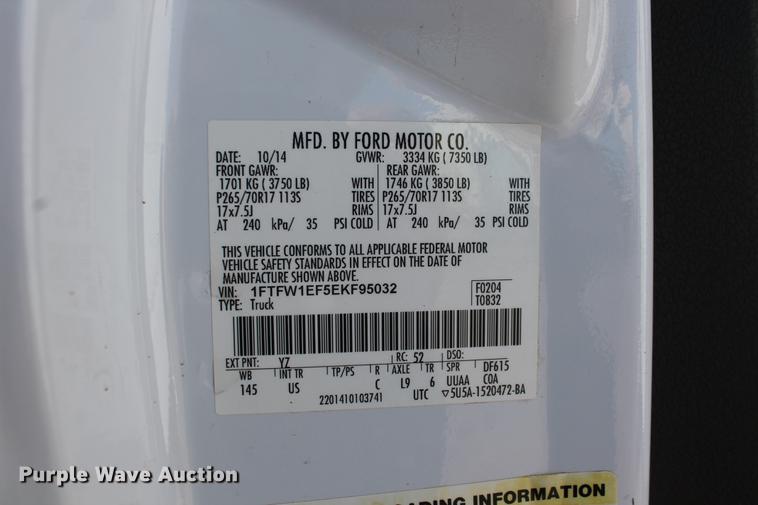 MFD. BY FORD MOTOR CO.
DATE: 10/14 GVWR: 3334 KG ( 7350 LB)
FRONT GAWR: REAR GAWR:
1701 KG ( 3750 LB) WITH 1746 KG ( 3850 LB) WITH
P265/70R17 113S TIRES P265/70R17 113S TIRES
17x7.5J RIMS 17x7.5J RIMS
AT 240 kPa/ 35 PSI COLD AT 240 kPa/ 35 PSI COLD
THIS VEHICLE CONFORMS TO ALL APPLICABLE FEDERAL MOTOR
VEHICLE SAFETY STANDARDS IN EFFECT ON THE DATE OF
MANUFACTURE SHOWN ABOVE.
VIN: 1FTFW1EF5EKF95032 F0204
TYPE: Truck T0832
EXT PNT: YZ RC: 52 DSO:
WB INT TR TP/PS R AXLE TR SPR DF615
145 US C L9 6 UUAA COA
2201410103741 UTC ▽5U5A-1520472-BA
Purple Wave Auction
LOADING INFORMATION